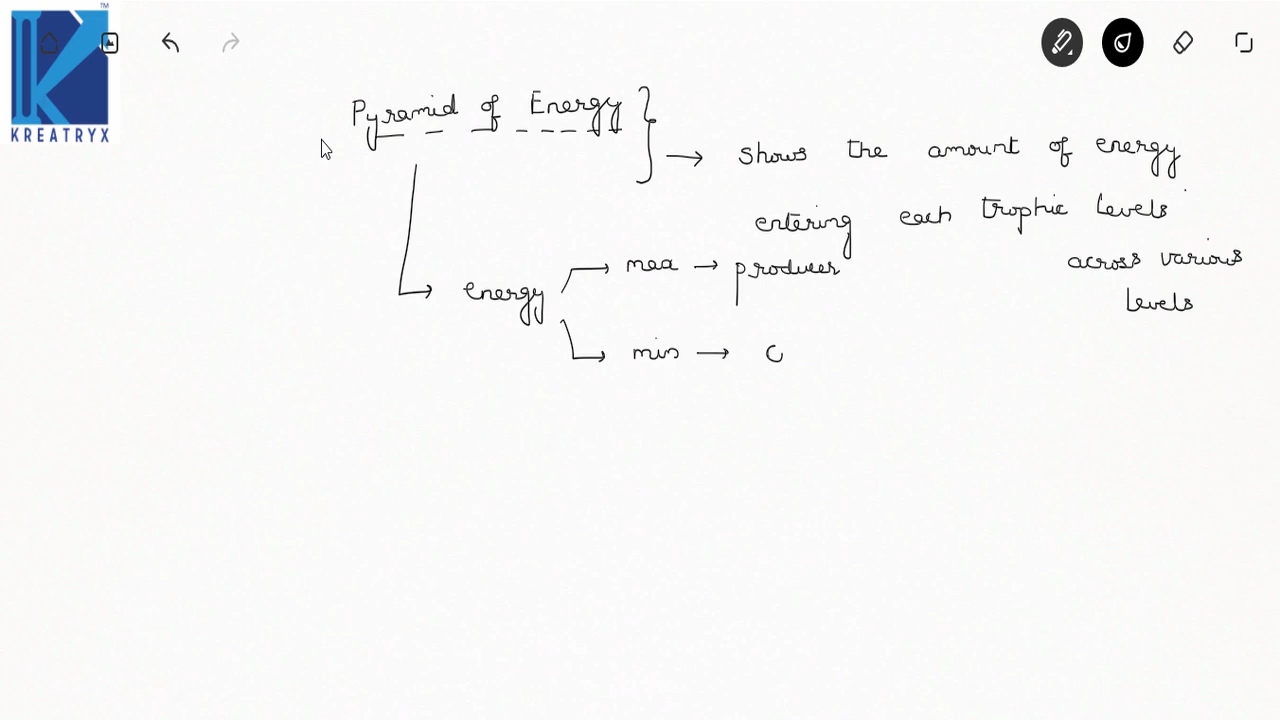 TM
KREATRYX
Pyramid of Energy
→ shows the amount of energy
entering each trophic levels
across various
levels
energy
→ max → producer
→ min → C